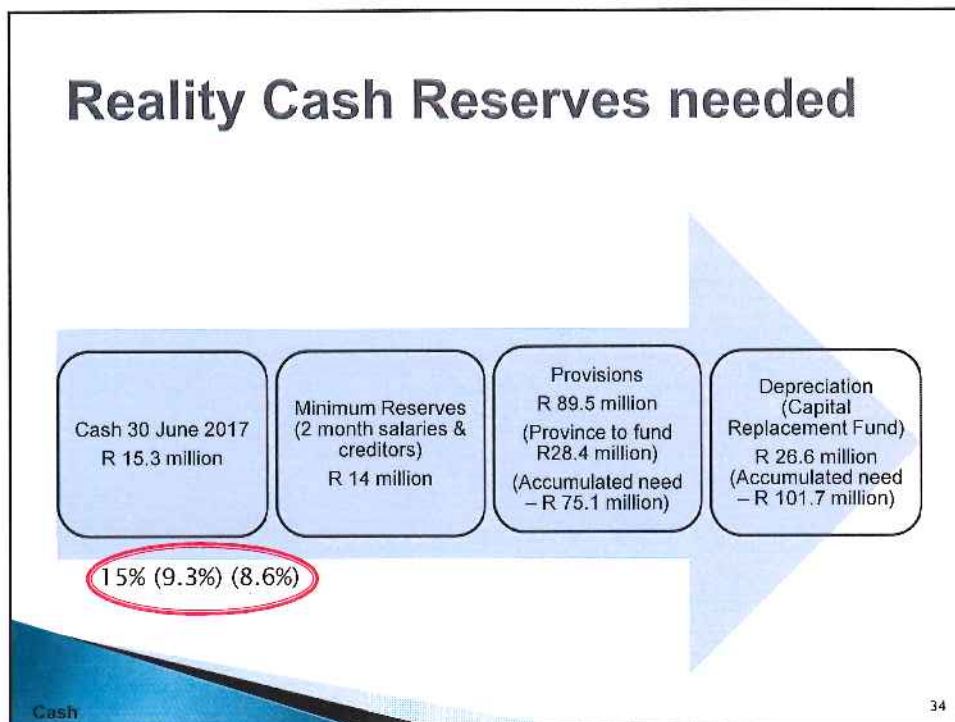 Reality Cash Reserves needed
Cash 30 June 2017
R 15.3 million
Minimum Reserves
(2 month salaries &
creditors)
R 14 million
Provisions
R 89.5 million
(Province to fund
R28.4 million)
(Accumulated need
– R 75.1 million)
Depreciation
(Capital
Replacement Fund)
R 26.6 million
(Accumulated need
– R 101.7 million)
15% (9.3%) (8.6%)
Cash
34